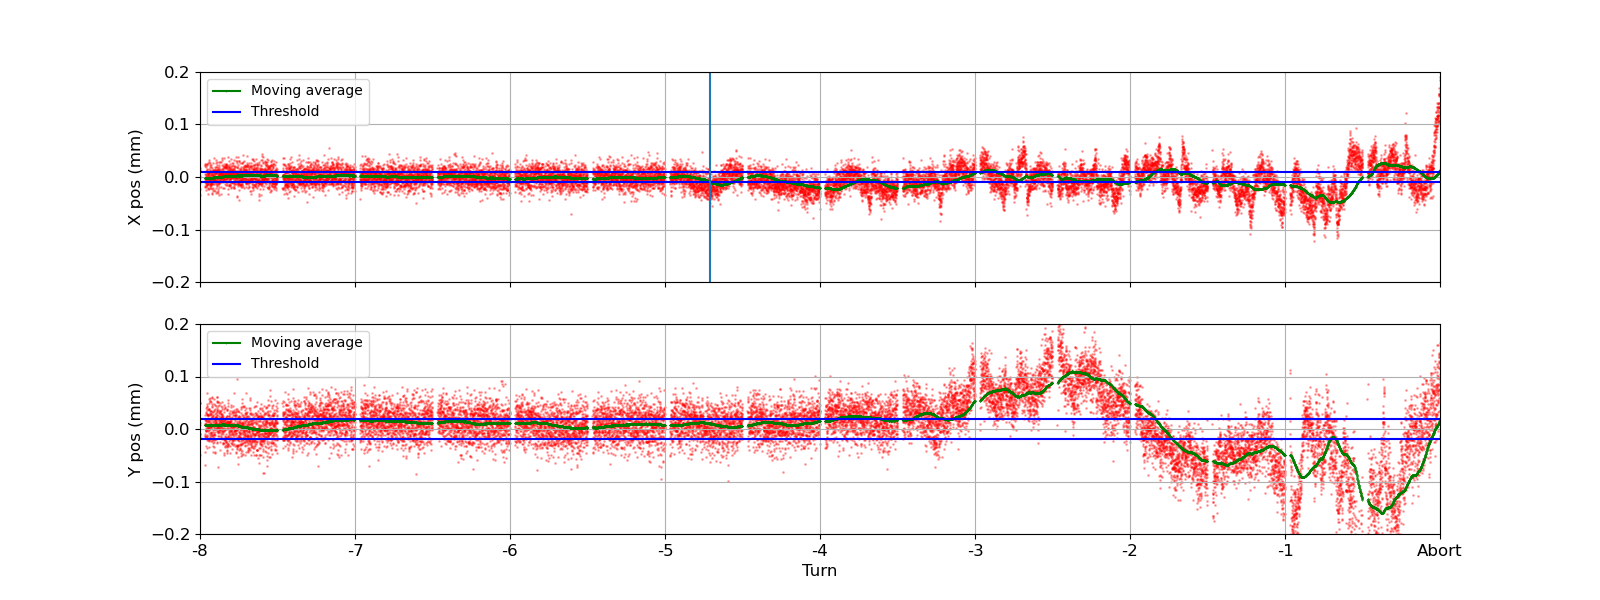 0.2
0.1
0.0
−0.1
−0.2
X pos (mm)
Moving average
Threshold
0.2
0.1
0.0
−0.1
−0.2
Y pos (mm)
Moving average
Threshold
-8 -7 -6 -5 -4 -3 -2 -1 Abort
Turn